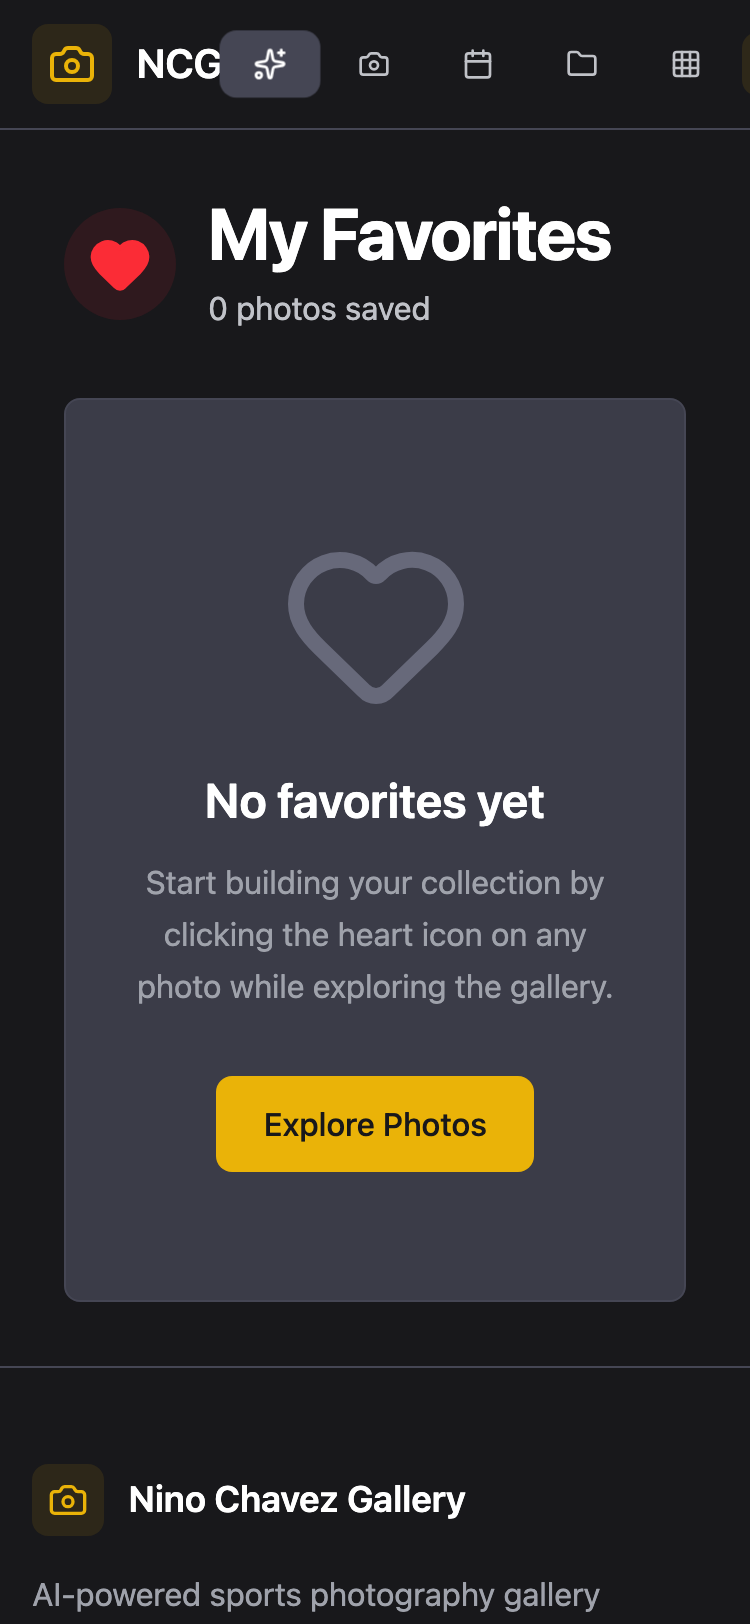 NCG
My Favorites
0 photos saved
No favorites yet
Start building your collection by
clicking the heart icon on any
photo while exploring the gallery.
Explore Photos
Nino Chavez Gallery
AI-powered sports photography gallery